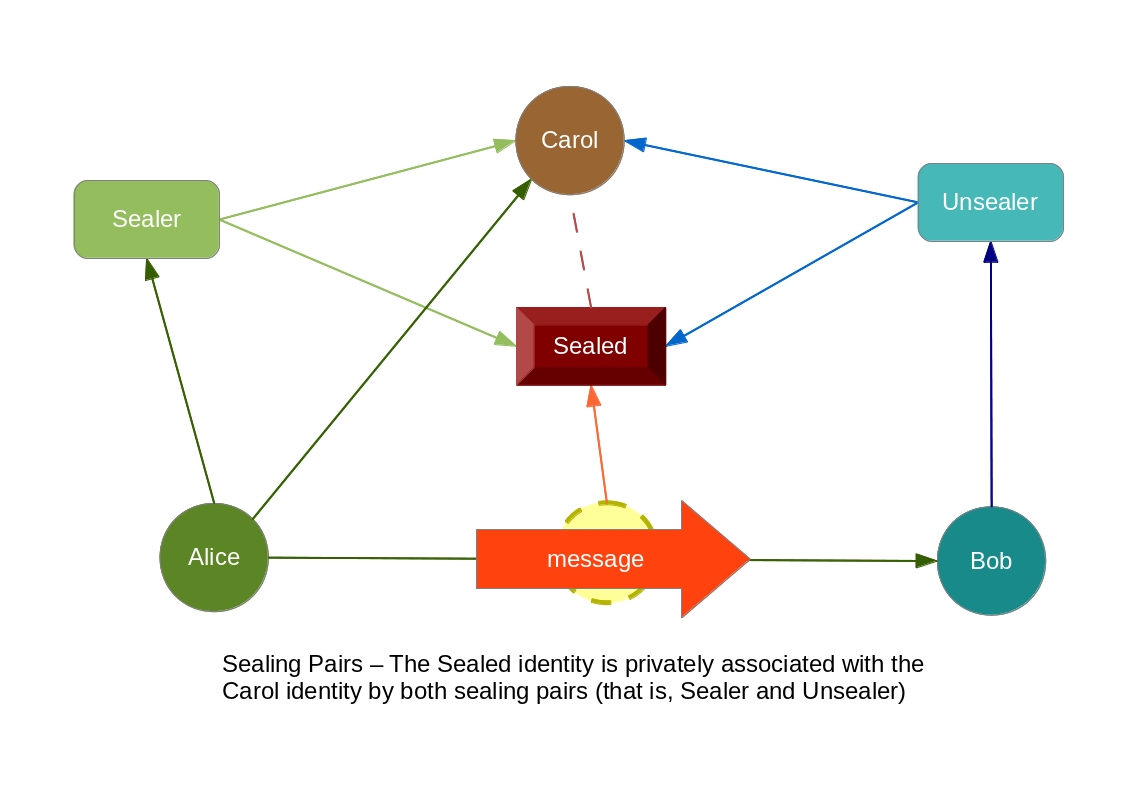 Carol
Sealer
Unsealer
Sealed
Alice
message
Bob
Sealing Pairs – The Sealed identity is privately associated with the
Carol identity by both sealing pairs (that is, Sealer and Unsealer)